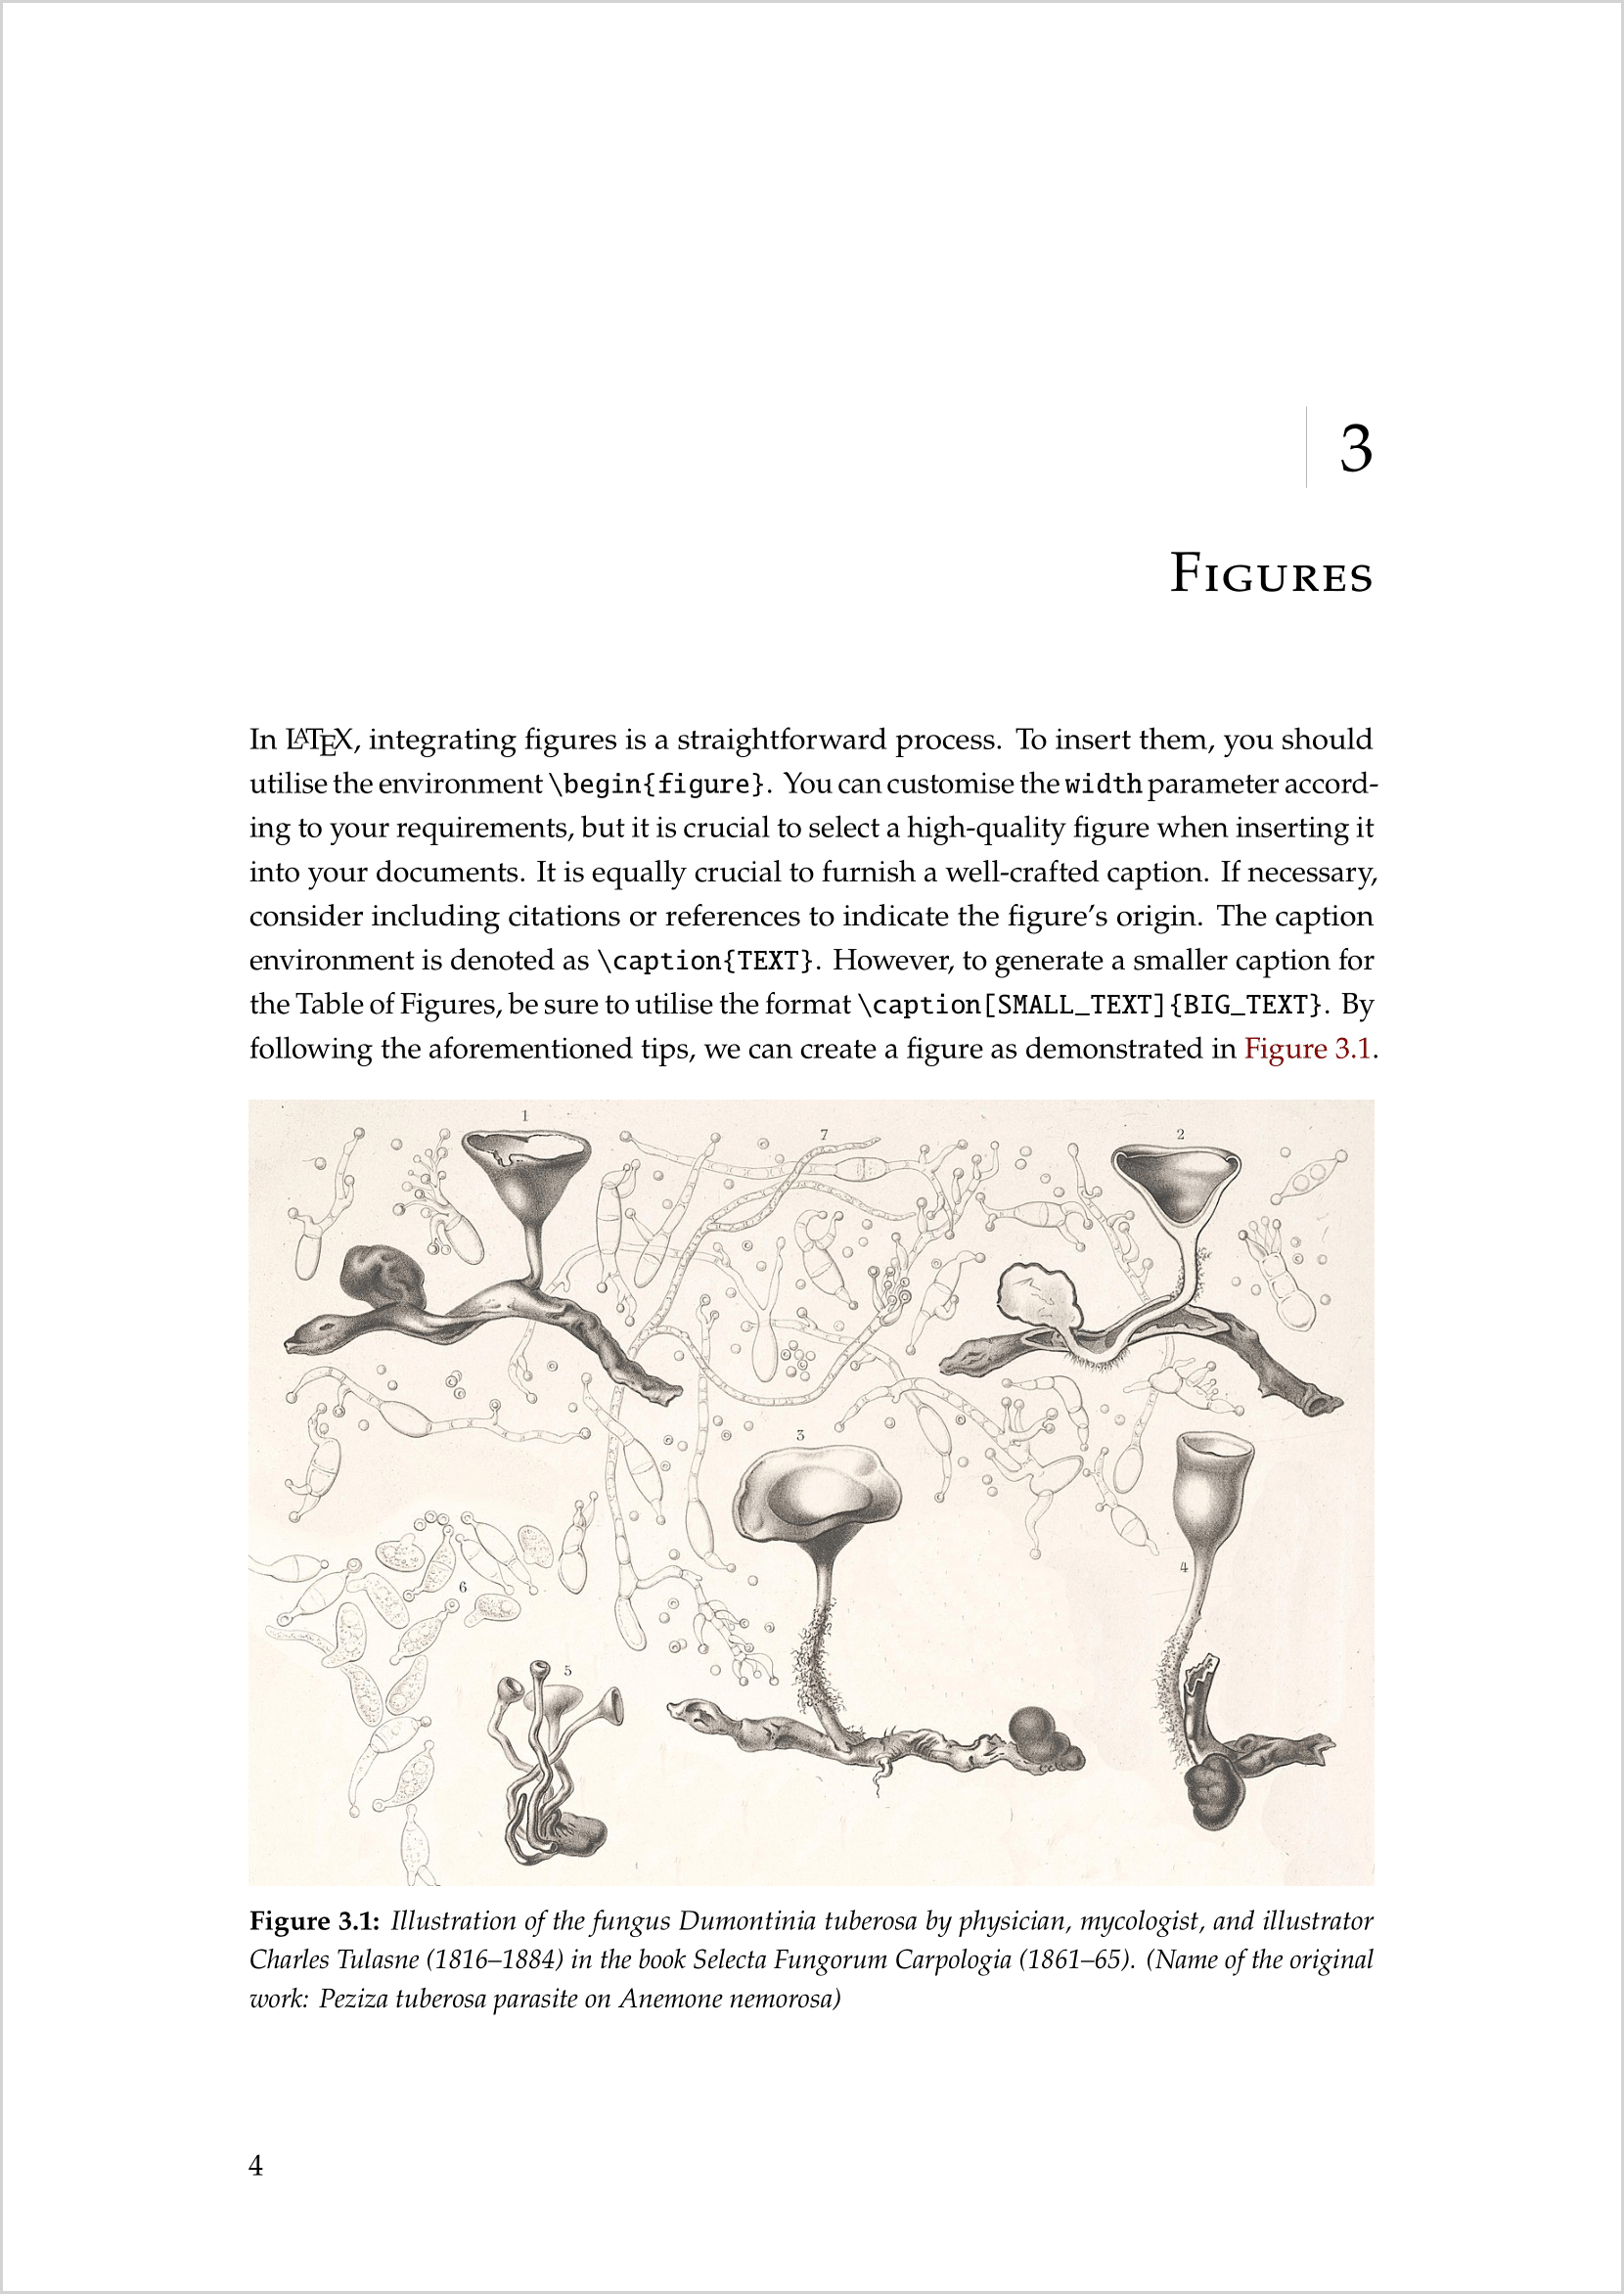 3
Figures
In LATEX, integrating figures is a straightforward process. To insert them, you should
utilise the environment \begin{figure}. You can customise the width parameter accord-
ing to your requirements, but it is crucial to select a high-quality figure when inserting it
into your documents. It is equally crucial to furnish a well-crafted caption. If necessary,
consider including citations or references to indicate the figure’s origin. The caption
environment is denoted as \caption{TEXT}. However, to generate a smaller caption for
the Table of Figures, be sure to utilise the format \caption[SMALL_TEXT]{BIG_TEXT}. By
following the aforementioned tips, we can create a figure as demonstrated in Figure 3.1.
1
7
2
3
4
6
5
Figure 3.1: Illustration of the fungus Dumontinia tuberosa by physician, mycologist, and illustrator
Charles Tulasne (1816–1884) in the book Selecta Fungorum Carpologia (1861–65). (Name of the original
work: Peziza tuberosa parasite on Anemone nemorosa)
4